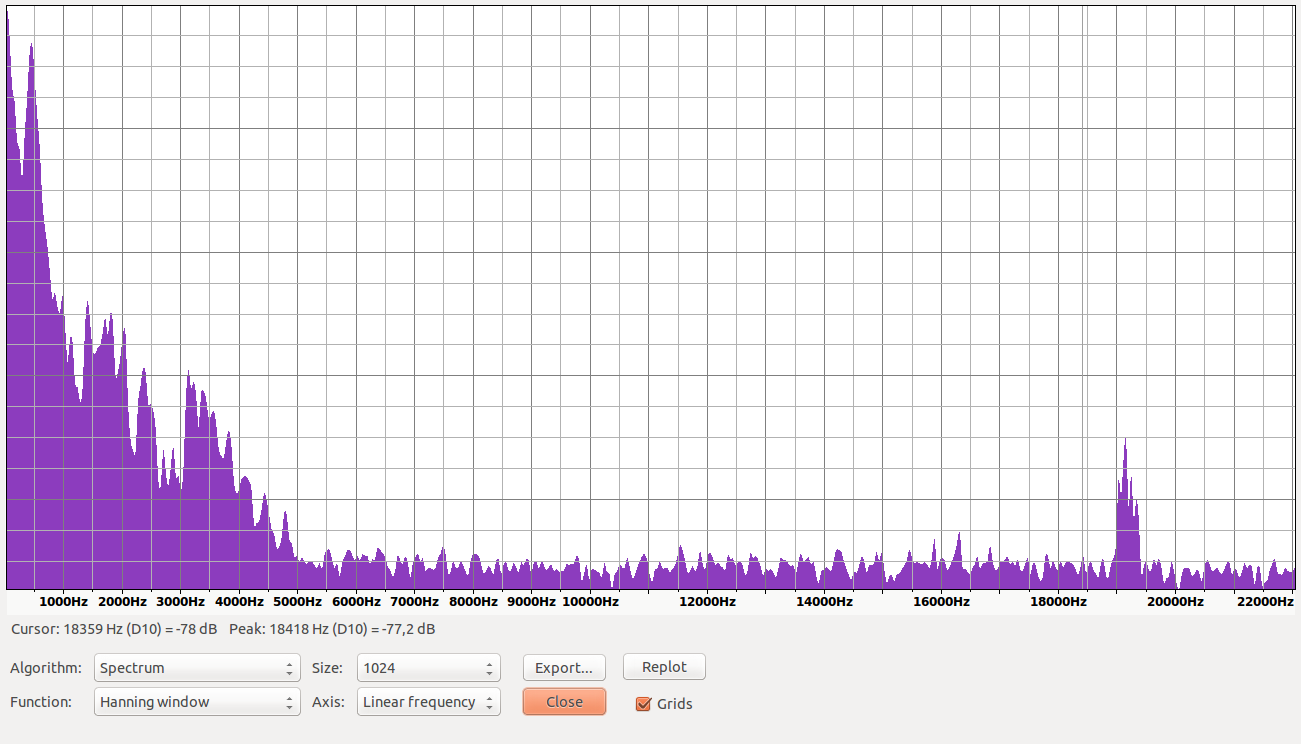 1000Hz 2000Hz 3000Hz 4000Hz 5000Hz 6000Hz 7000Hz 8000Hz 9000Hz 10000Hz 12000Hz 14000Hz 16000Hz 18000Hz 20000Hz 22000Hz
Cursor: 18359 Hz (D10) = -78 dB Peak: 18418 Hz (D10) = -77,2 dB
Algorithm: Spectrum Size: 1024 Export... Replot
Function: Hanning window Axis: Linear frequency Close Grids